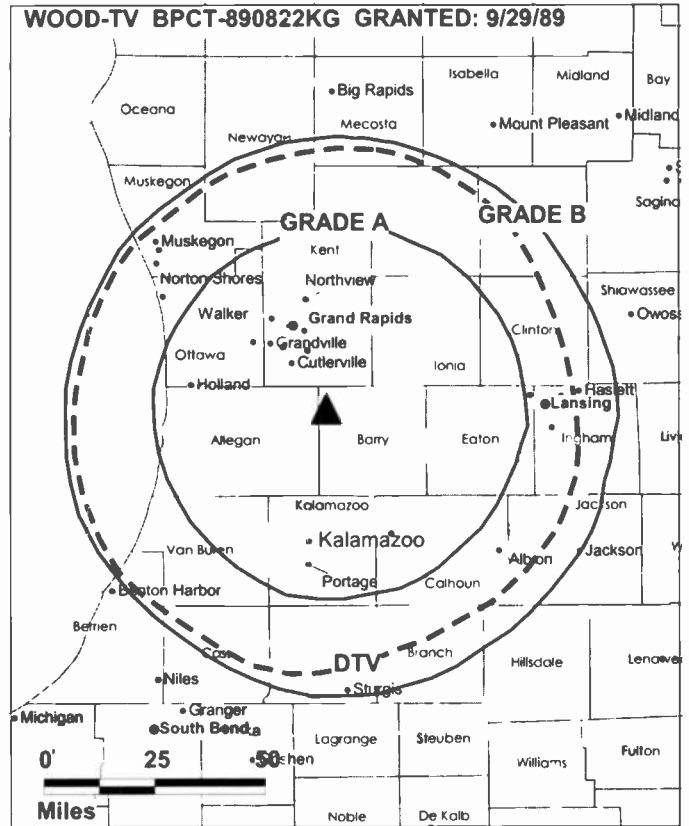 WOOD-TV BPCT-890822KG GRANTED: 9/29/89
Isabella
Midland
Bay
Big Rapids
Oceana
Mecosta
Mount Pleasant
Midland
Newaygo
Muskegon
GRADE A
GRADE B
Kent
Muskegon
Norton Shores
Northview
Shiawassee
Walker
Grand Rapids
Clinton
Grandville
Ottawa
Cutlerville
Ionia
Holland
Haslett
Lansing
Allegan
Barry
Eaton
Ingham
Kalamazoo
Jackson
Kalamazoo
Van Buren
Albion
Jackson
Portage
Calhoun
Benton Harbor
Berrien
Cass
Branch
DTV
Hillsdale
Niles
Sturgis
Michigan
Granger
South Bend
Lagrange
Steuben
0
25
50
Williams
Fulton
Miles
Noble
De Kalb